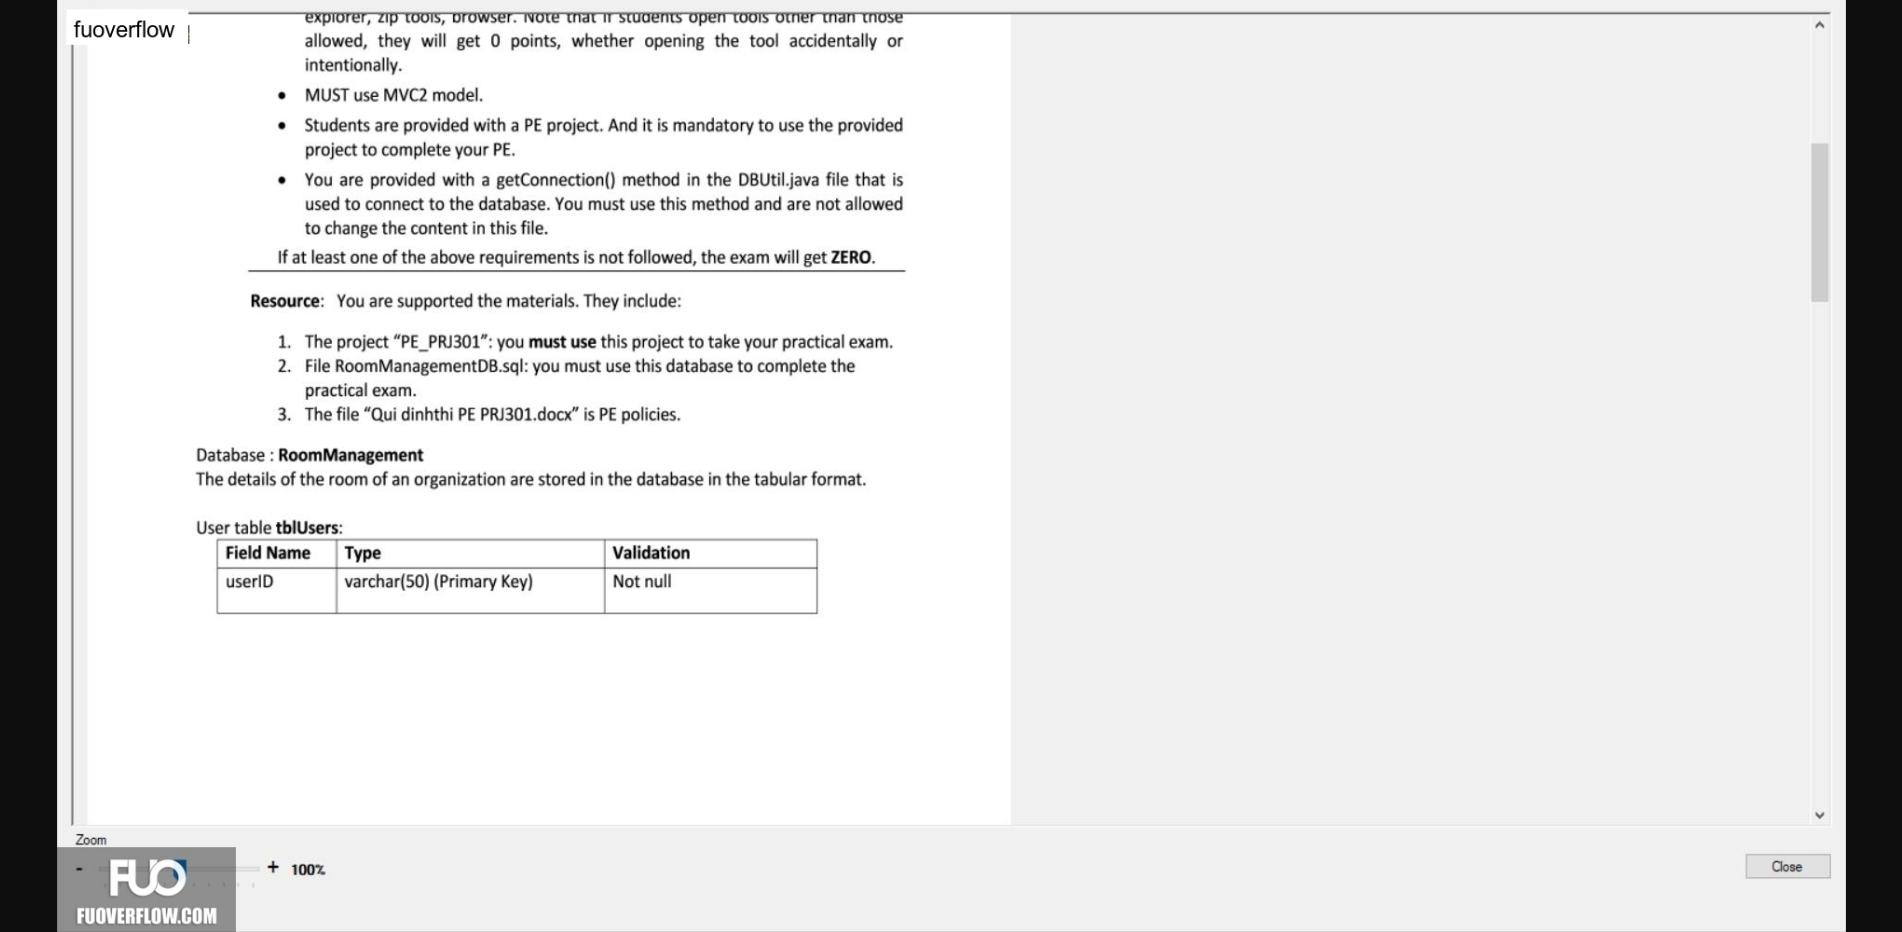 fuoverflow
explorer, zip tools, browser. Note that if students open tools other than those
allowed, they will get 0 points, whether opening the tool accidentally or
intentionally.
• MUST use MVC2 model.
• Students are provided with a PE project. And it is mandatory to use the provided
project to complete your PE.
• You are provided with a getConnection() method in the DBUtil.java file that is
used to connect to the database. You must use this method and are not allowed
to change the content in this file.
If at least one of the above requirements is not followed, the exam will get ZERO.
Resource: You are supported the materials. They include:
1. The project “PE_PRJ301”: you must use this project to take your practical exam.
2. File RoomManagementDB.sql: you must use this database to complete the
practical exam.
3. The file “Qui dinhthi PE PRJ301.docx” is PE policies.
Database : RoomManagement
The details of the room of an organization are stored in the database in the tabular format.
User table tblUsers:
Field Name Type Validation
userID varchar(50) (Primary Key) Not null
Zoom
- + 100%
Close
FUO
FUOVERFLOW.COM